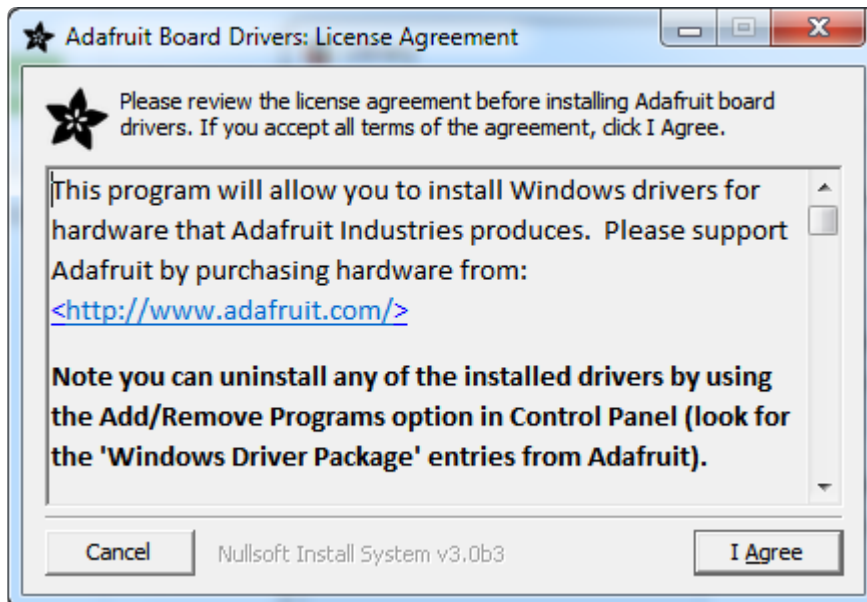 Adafruit Board Drivers: License Agreement
Please review the license agreement before installing Adafruit board
drivers. If you accept all terms of the agreement, click I Agree.
This program will allow you to install Windows drivers for
hardware that Adafruit Industries produces.  Please support
Adafruit by purchasing hardware from:
<http://www.adafruit.com/>
Note you can uninstall any of the installed drivers by using
the Add/Remove Programs option in Control Panel (look for
the 'Windows Driver Package' entries from Adafruit).
Cancel
Nullsoft Install System v3.0b3
I Agree